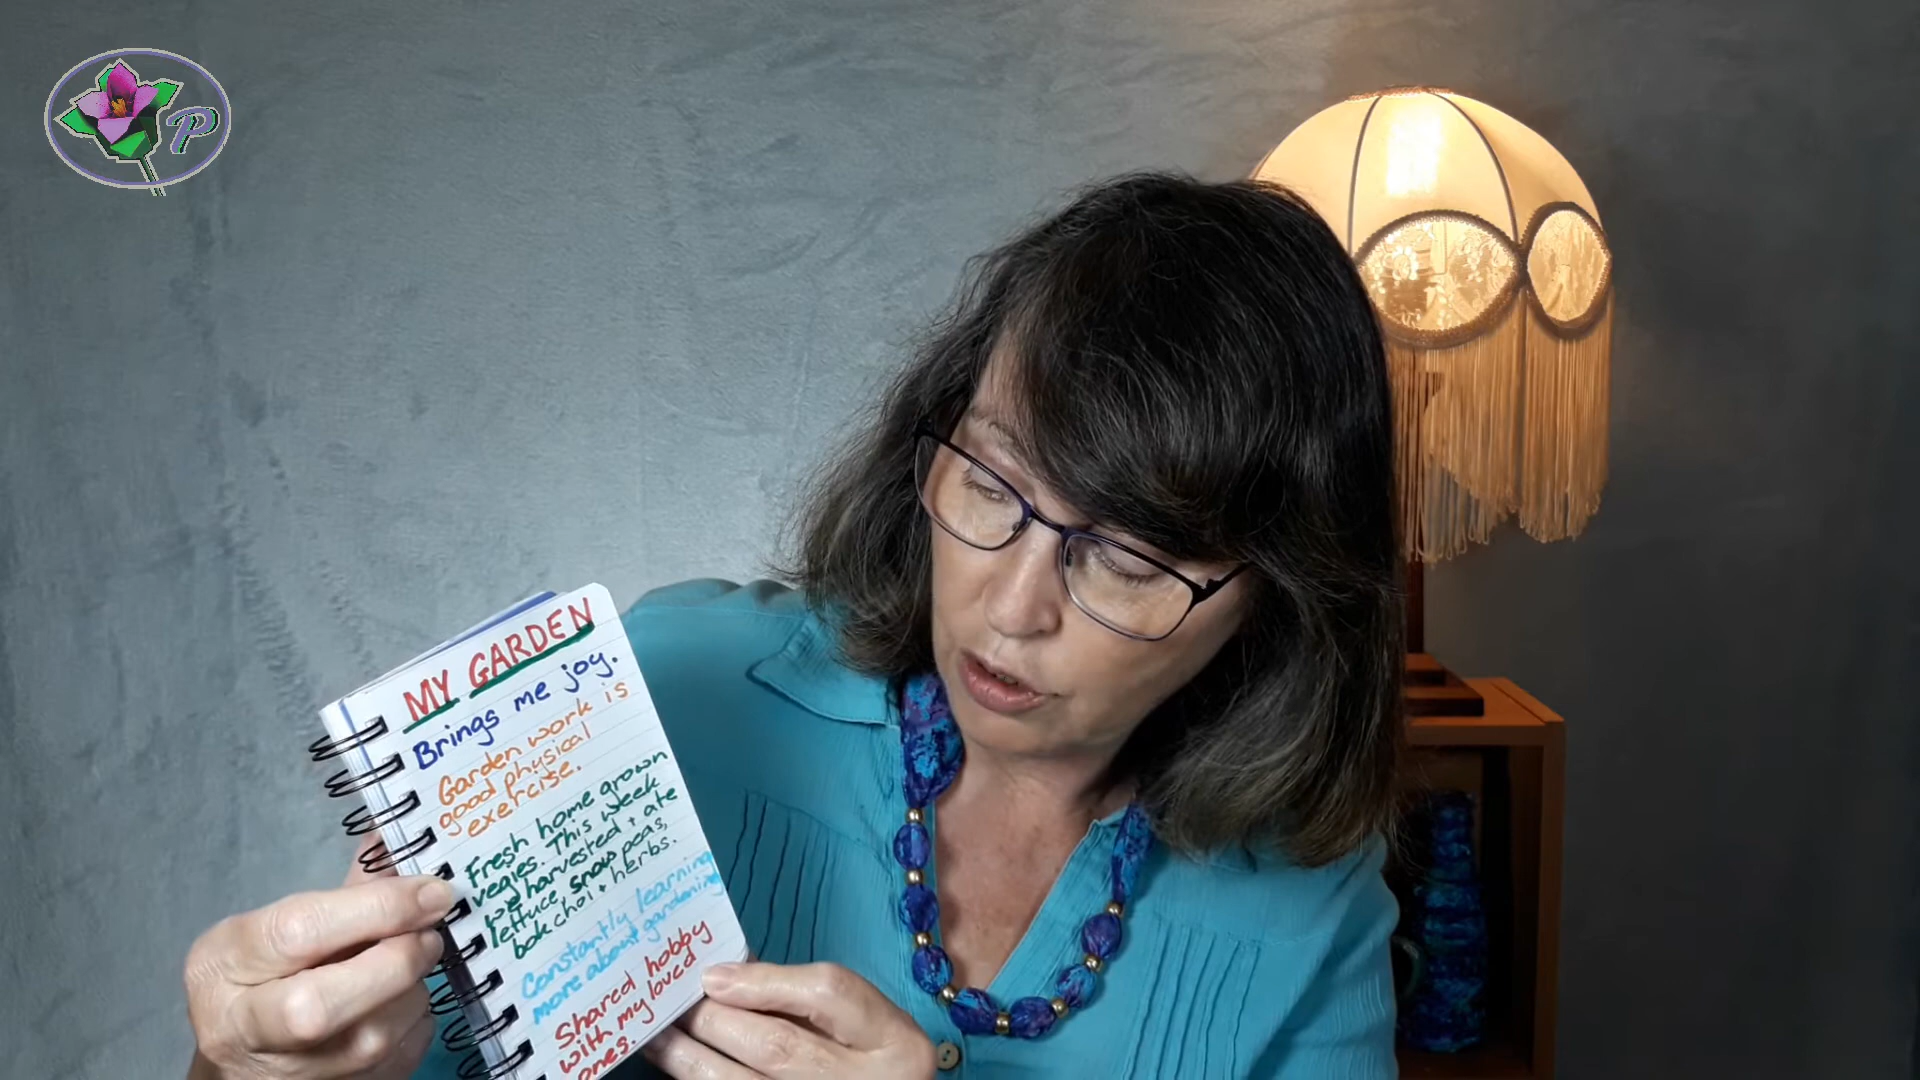 P
MY GARDEN
Brings me joy.
Garden work is
good physical
exercise.
Fresh home grown
vegies. This week
we harvested + ate
lettuce, snow peas,
bok choi + herbs.
Constantly learning
more about gardening
Shared hobby
with my loved
ones.